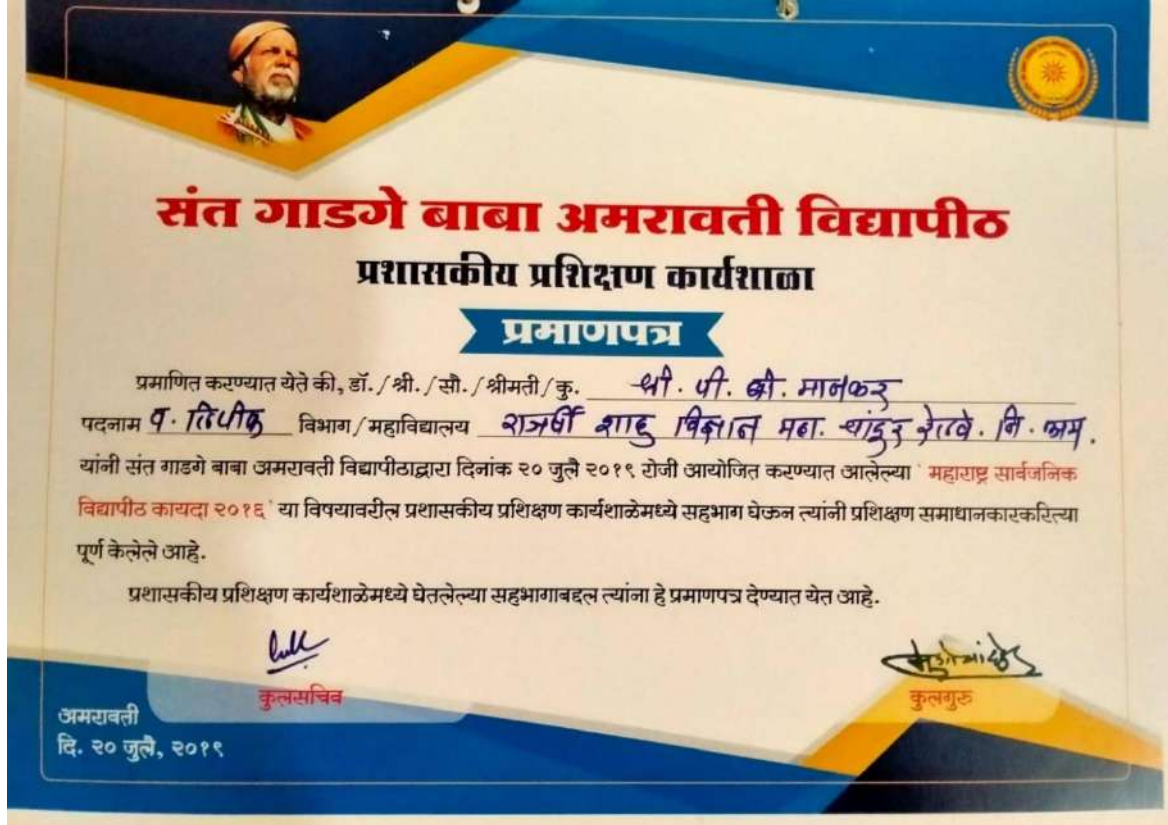 संत गाडगे बाबा अमरावती विद्यापीठ
प्रशासकीय प्रशिक्षण कार्यशाळा
प्रमाणपत्र
प्रमाणित करण्यात येते की, डॉ./श्री./सौ./श्रीमती/कु. श्री. पी. बी. मानकर
पदनाम व. लिपीक विभाग/महाविद्यालय राजर्षी शाहु विज्ञान महा. चांदुर रेल्वे. जि. अम.
यांनी संत गाडगे बाबा अमरावती विद्यापीठाद्वारा दिनांक २० जुलै २०१९ रोजी आयोजित करण्यात आलेल्या ' महाराष्ट्र सार्वजनिक
विद्यापीठ कायदा २०१६ ' या विषयावरील प्रशासकीय प्रशिक्षण कार्यशाळेमध्ये सहभाग घेऊन त्यांनी प्रशिक्षण समाधानकारकरित्या
पूर्ण केलेले आहे.
प्रशासकीय प्रशिक्षण कार्यशाळेमध्ये घेतलेल्या सहभागाबद्दल त्यांना हे प्रमाणपत्र देण्यात येत आहे.
कुलसचिव
कुलगुरु
अमरावती
दि. २० जुलै, २०१९